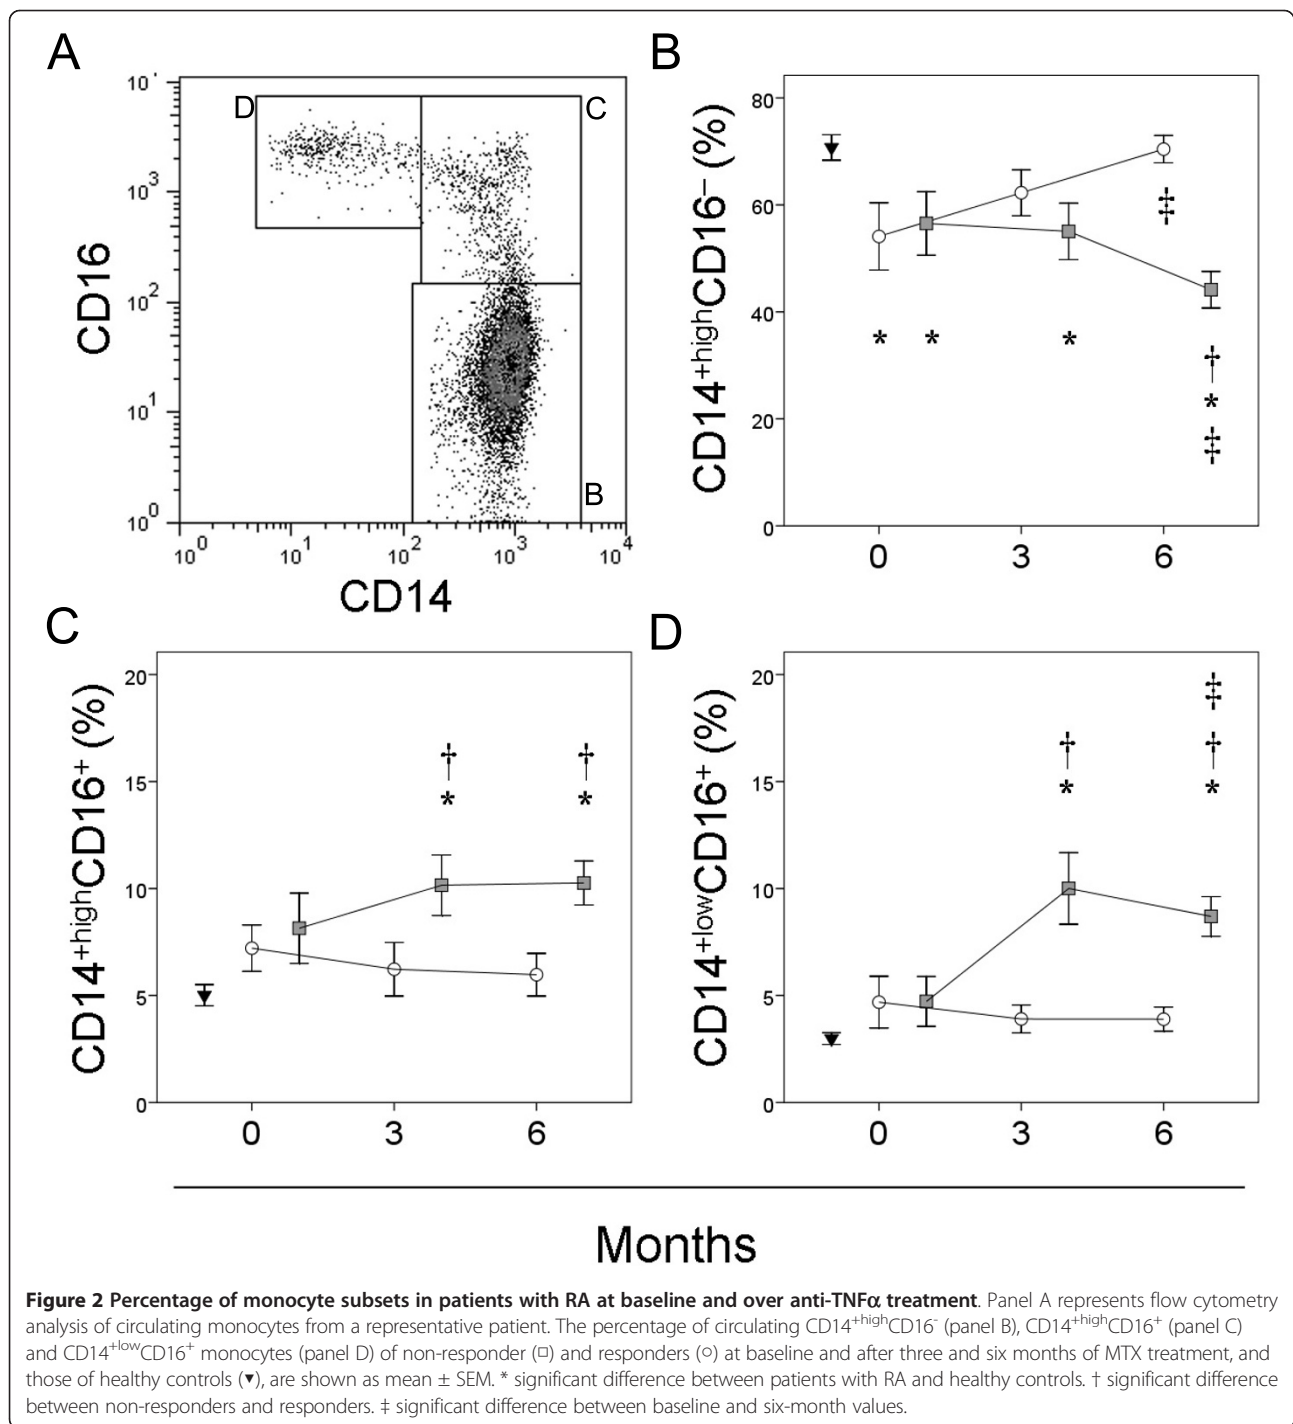 A
10¹
10³
10²
10¹
10⁰
CD16
D
C
B
10⁰ 10¹ 10² 10³ 10⁴
CD14
B
80
60
40
20
0
CD14⁺ʰⁱᵍʰCD16⁻ (%)
‡
* * *
†
*
‡
0 3 6
C
20
15
10
5
0
CD14⁺ʰⁱᵍʰCD16⁺ (%)
† †
* *
0 3 6
D
20
15
10
5
0
CD14⁺ˡᵒʷCD16⁺ (%)
‡
† †
* *
0 3 6
Months
Figure 2 Percentage of monocyte subsets in patients with RA at baseline and over anti-TNFα treatment. Panel A represents flow cytometry
analysis of circulating monocytes from a representative patient. The percentage of circulating CD14⁺ʰⁱᵍʰCD16⁻ (panel B), CD14⁺ʰⁱᵍʰCD16⁺ (panel C)
and CD14⁺ˡᵒʷCD16⁺ monocytes (panel D) of non-responder (□) and responders (○) at baseline and after three and six months of MTX treatment, and
those of healthy controls (▼), are shown as mean ± SEM. * significant difference between patients with RA and healthy controls. † significant difference
between non-responders and responders. ‡ significant difference between baseline and six-month values.